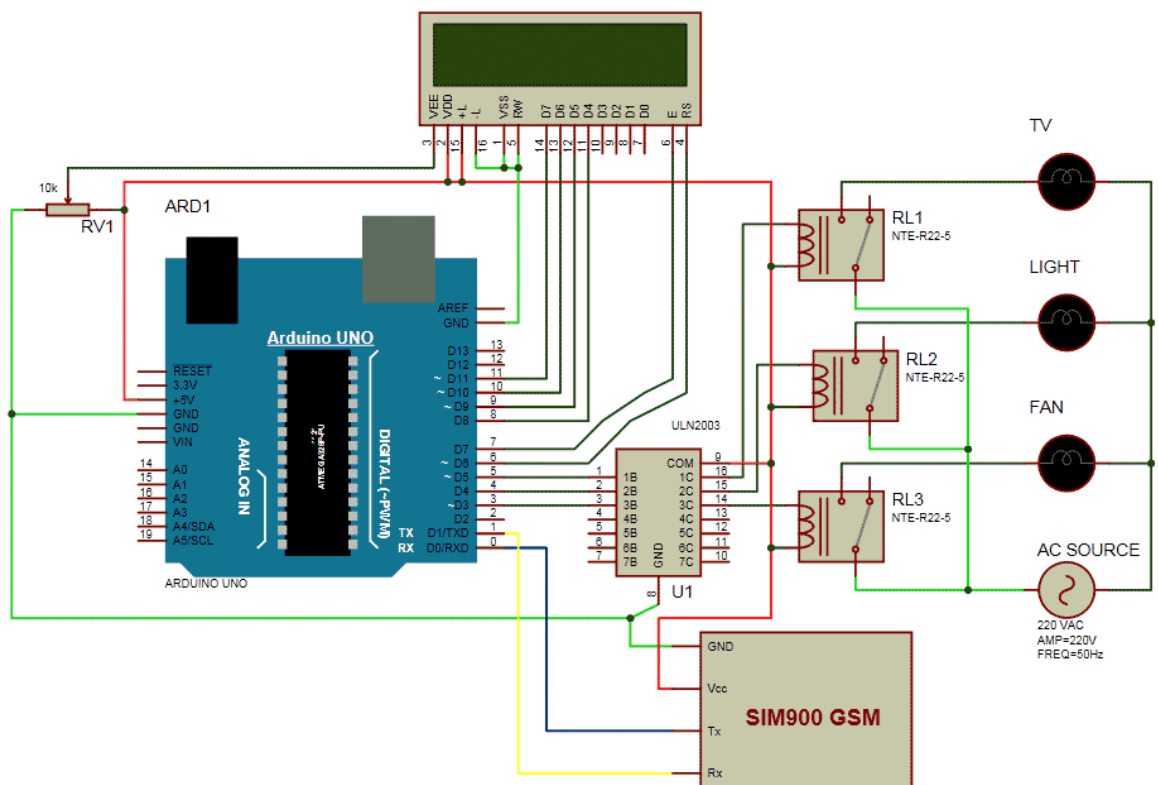 VEE
VDD
+L
-L
VSS
RW
D7
D6
D5
D4
D3
D2
D1
D0
E
RS
3
2
15
16
1
5
14
13
12
11
10
9
8
7
6
4
10k
RV1
ARD1
Arduino UNO
AREF
GND
RESET
3.3V
+5V
GND
GND
VIN
14 A0
15 A1
16 A2
17 A3
18 A4/SDA
19 A5/SCL
ANALOG IN
DIGITAL (~PWM)
D13 13
D12 12
~ D11 11
~ D10 10
~ D9 9
D8 8
D7 7
~ D6 6
~ D5 5
D4 4
~ D3 3
D2 2
TX D1/TXD 1
RX D0/RXD 0
ARDUINO UNO
ULN2003
1 1B
2 2B
3 3B
4 4B
5 5B
6 6B
7 7B
COM 9
1C 16
2C 15
3C 14
4C 13
5C 12
6C 11
7C 10
GND
8
U1
TV
RL1
NTE-R22-5
LIGHT
RL2
NTE-R22-5
FAN
RL3
NTE-R22-5
AC SOURCE
220 VAC
AMP=220V
FREQ=50Hz
GND
Vcc
Tx
Rx
SIM900 GSM